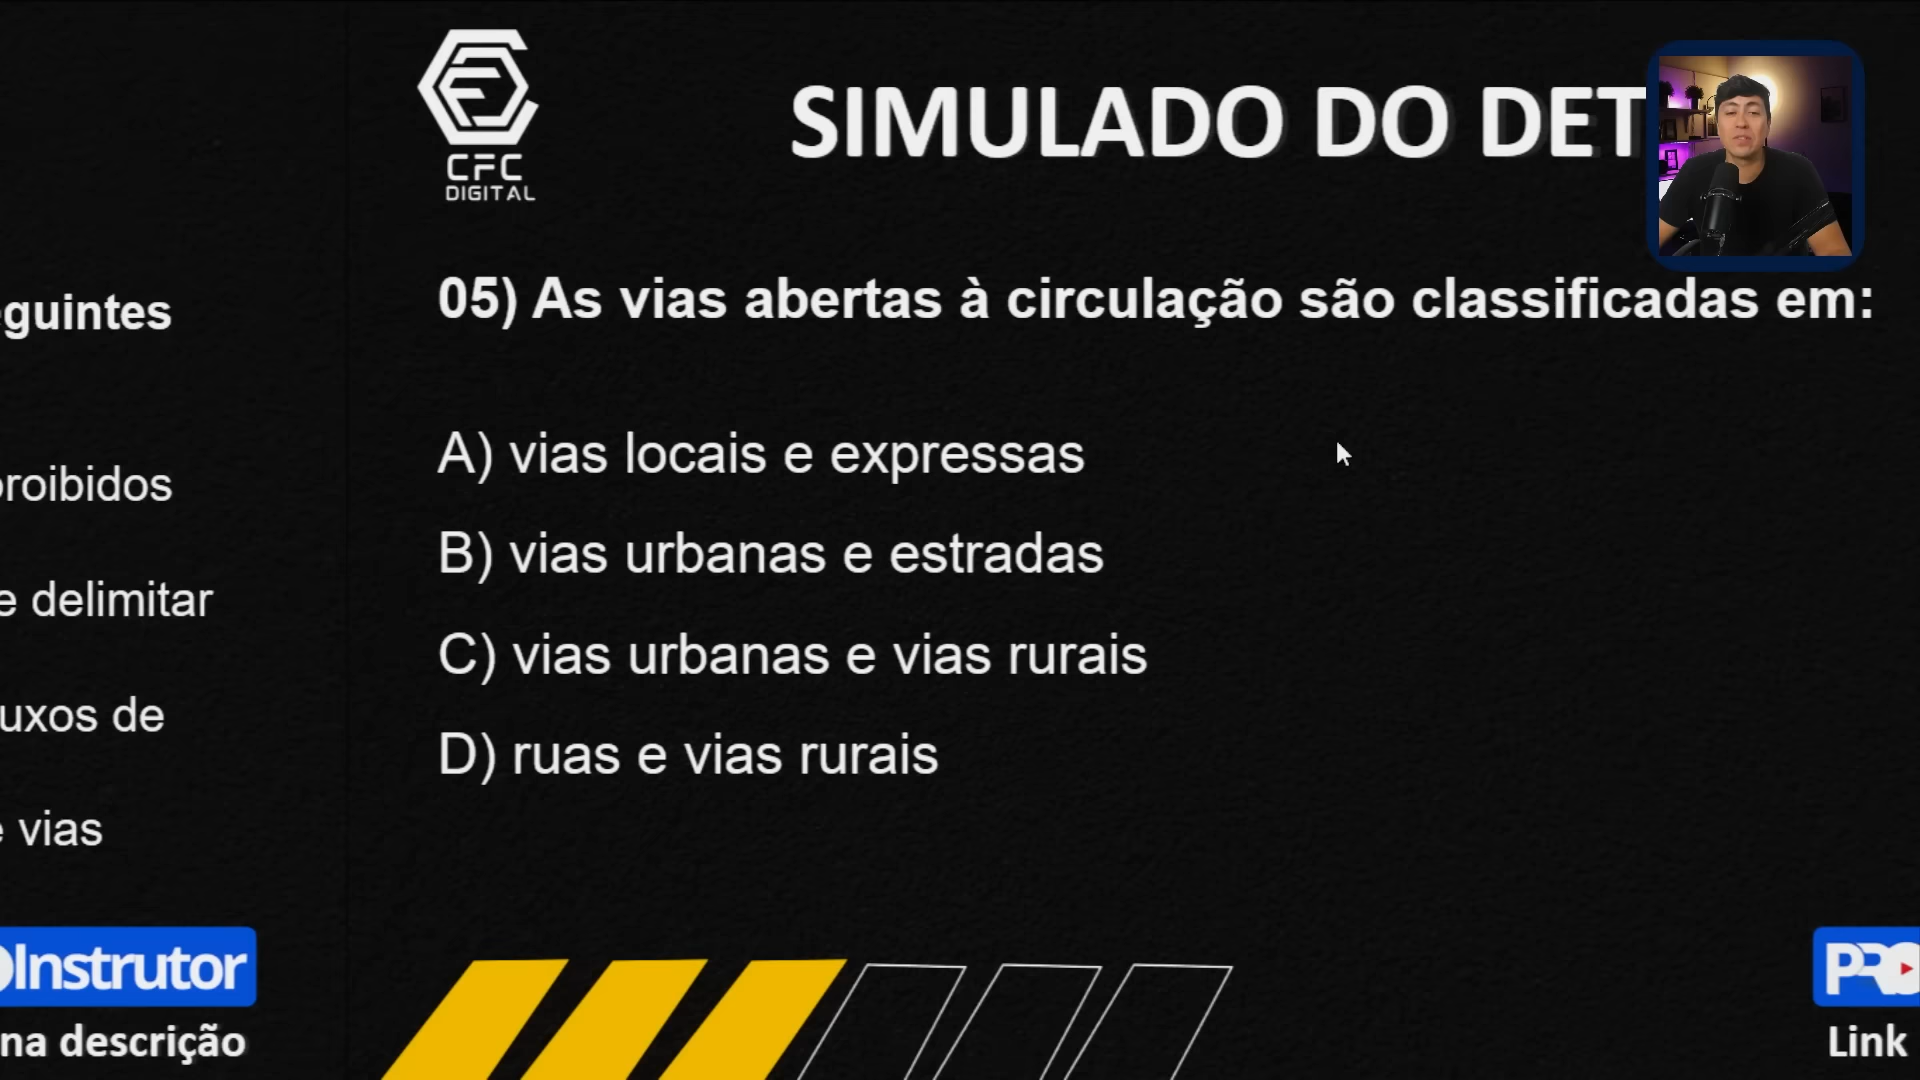 CFC
DIGITAL
SIMULADO DO DET
guintes
roibidos
e delimitar
uxos de
vias
05) As vias abertas à circulação são classificadas em:
A) vias locais e expressas
B) vias urbanas e estradas
C) vias urbanas e vias rurais
D) ruas e vias rurais
Instrutor
na descrição
PRO
Link